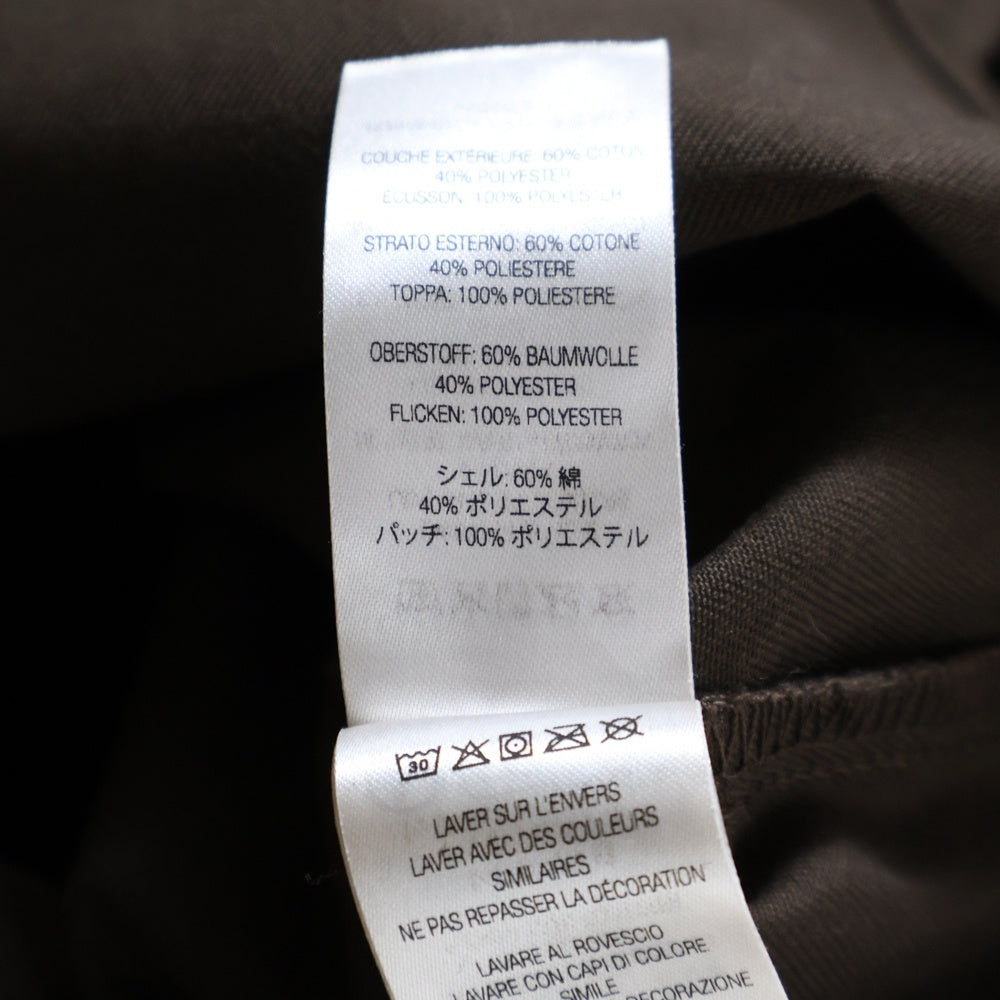 COUCHE EXTÉRIEURE: 60% COTON
40% POLYESTER
ÉCUSSON: 100% POLYESTER
STRATO ESTERNO: 60% COTONE
40% POLIESTERE
TOPPA: 100% POLIESTERE
OBERSTOFF: 60% BAUMWOLLE
40% POLYESTER
FLICKEN: 100% POLYESTER
シェル: 60% 綿
40% ポリエステル
パッチ: 100% ポリエステル
30
LAVER SUR L'ENVERS
LAVER AVEC DES COULEURS
SIMILAIRES
NE PAS REPASSER LA DÉCORATION
LAVARE AL ROVESCIO
LAVARE CON CAPI DI COLORE
SIMILE
DECORAZIONE